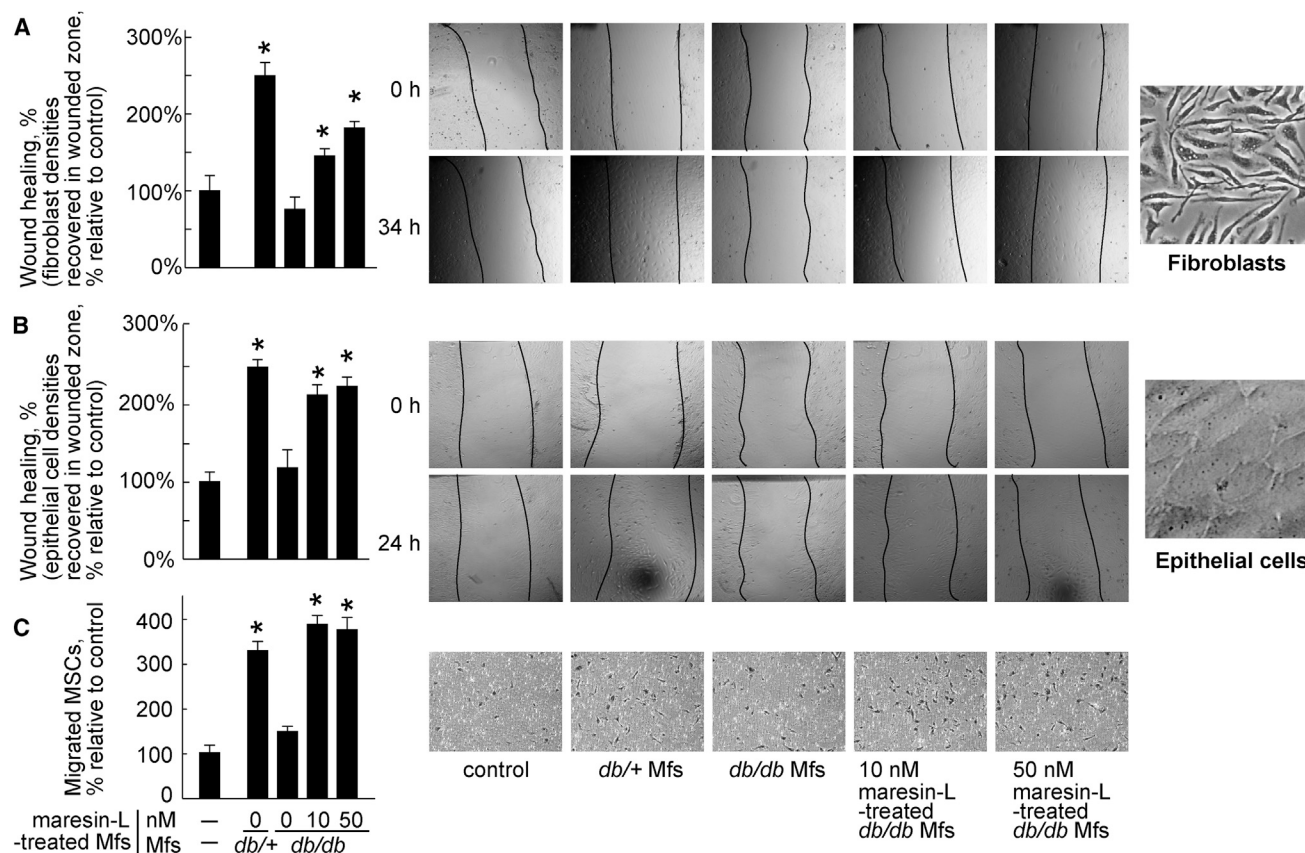 A
Wound healing, %
(fibroblast densities
recovered in wounded zone,
% relative to control)
300%
200%
100%
0%
*
*
*
0 h
34 h
Fibroblasts
B
Wound healing, %
(epithelial cell densities
recovered in wounded zone,
% relative to control)
300%
200%
100%
0%
*
*
*
0 h
24 h
Epithelial cells
C
Migrated MSCs,
% relative to control
400
300
200
100
0
*
*
*
maresin-L
-treated Mfs
nM
Mfs
— 0 0 10 50
— db/+ db/db
control
db/+ Mfs
db/db Mfs
10 nM
maresin-L
-treated
db/db Mfs
50 nM
maresin-L
-treated
db/db Mfs